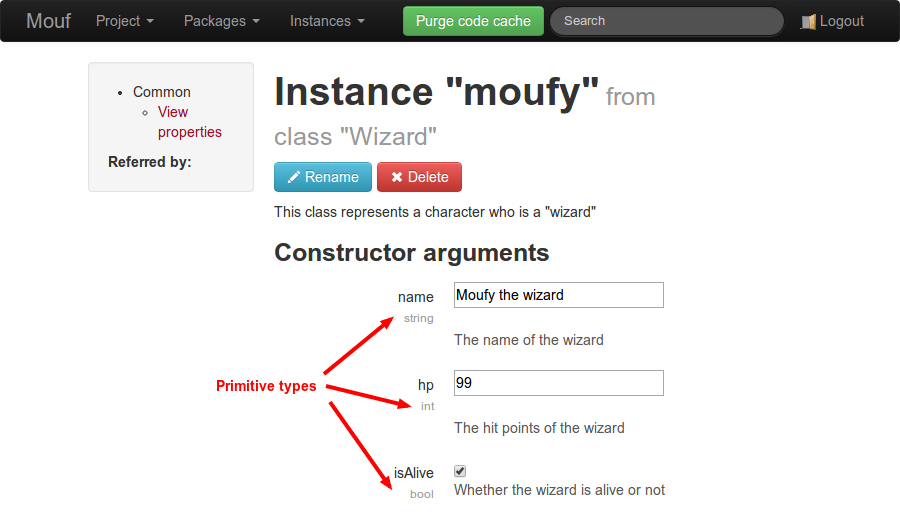 Mouf Project Packages Instances Purge code cache Search Logout
Common
View
properties
Referred by:
Instance "moufy" from
class "Wizard"
Rename Delete
This class represents a character who is a "wizard"
Constructor arguments
name Moufy the wizard
string
The name of the wizard
Primitive types
hp 99
int
The hit points of the wizard
isAlive
bool
Whether the wizard is alive or not